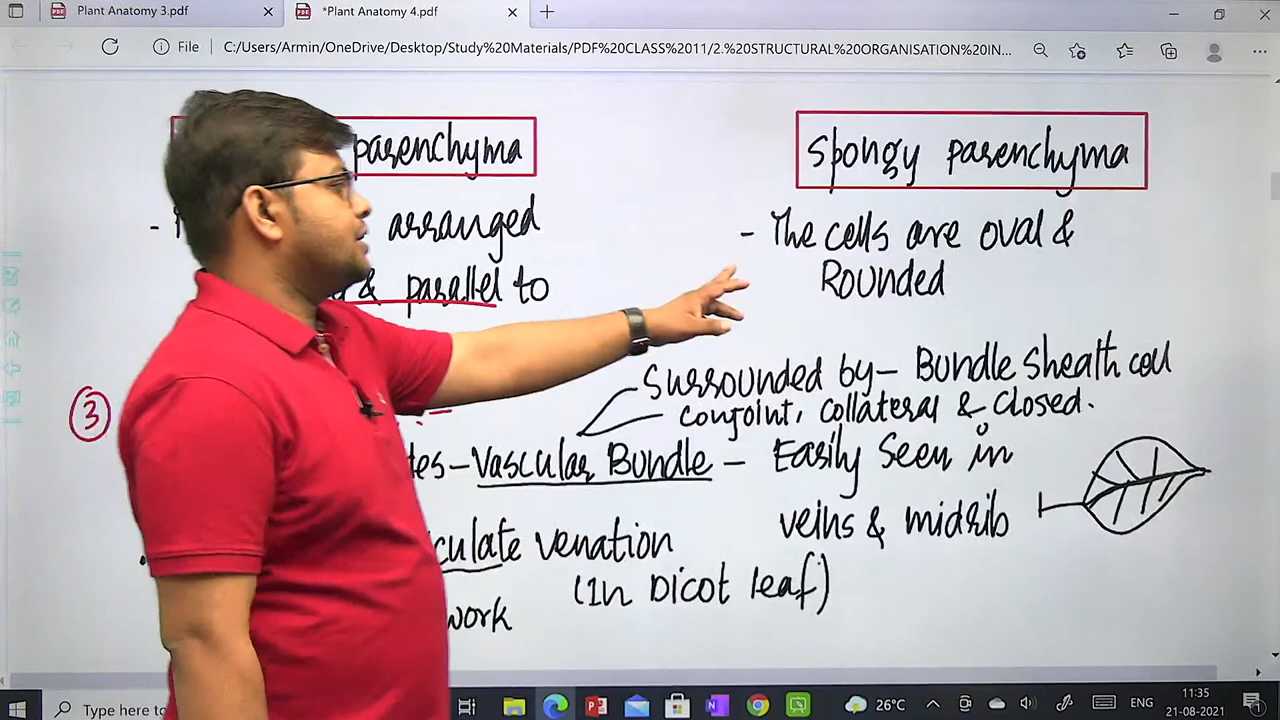 Plant Anatomy 3.pdf
*Plant Anatomy 4.pdf
File
C:/Users/Armin/OneDrive/Desktop/Study%20Materials/PDF%20CLASS%2011/2.%20STRUCTURAL%20ORGANISATION%20IN...
parenchyma
Spongy parenchyma
arranged
& parallel to
- The cells are oval &
Rounded
Surrounded by - Bundle Sheath cell
conjoint, collateral & closed.
3
Vascular Bundle - Easily Seen in
veins & midrib
venation
(In Dicot leaf)
Type here to
26°C
ENG
11:35
21-08-2021